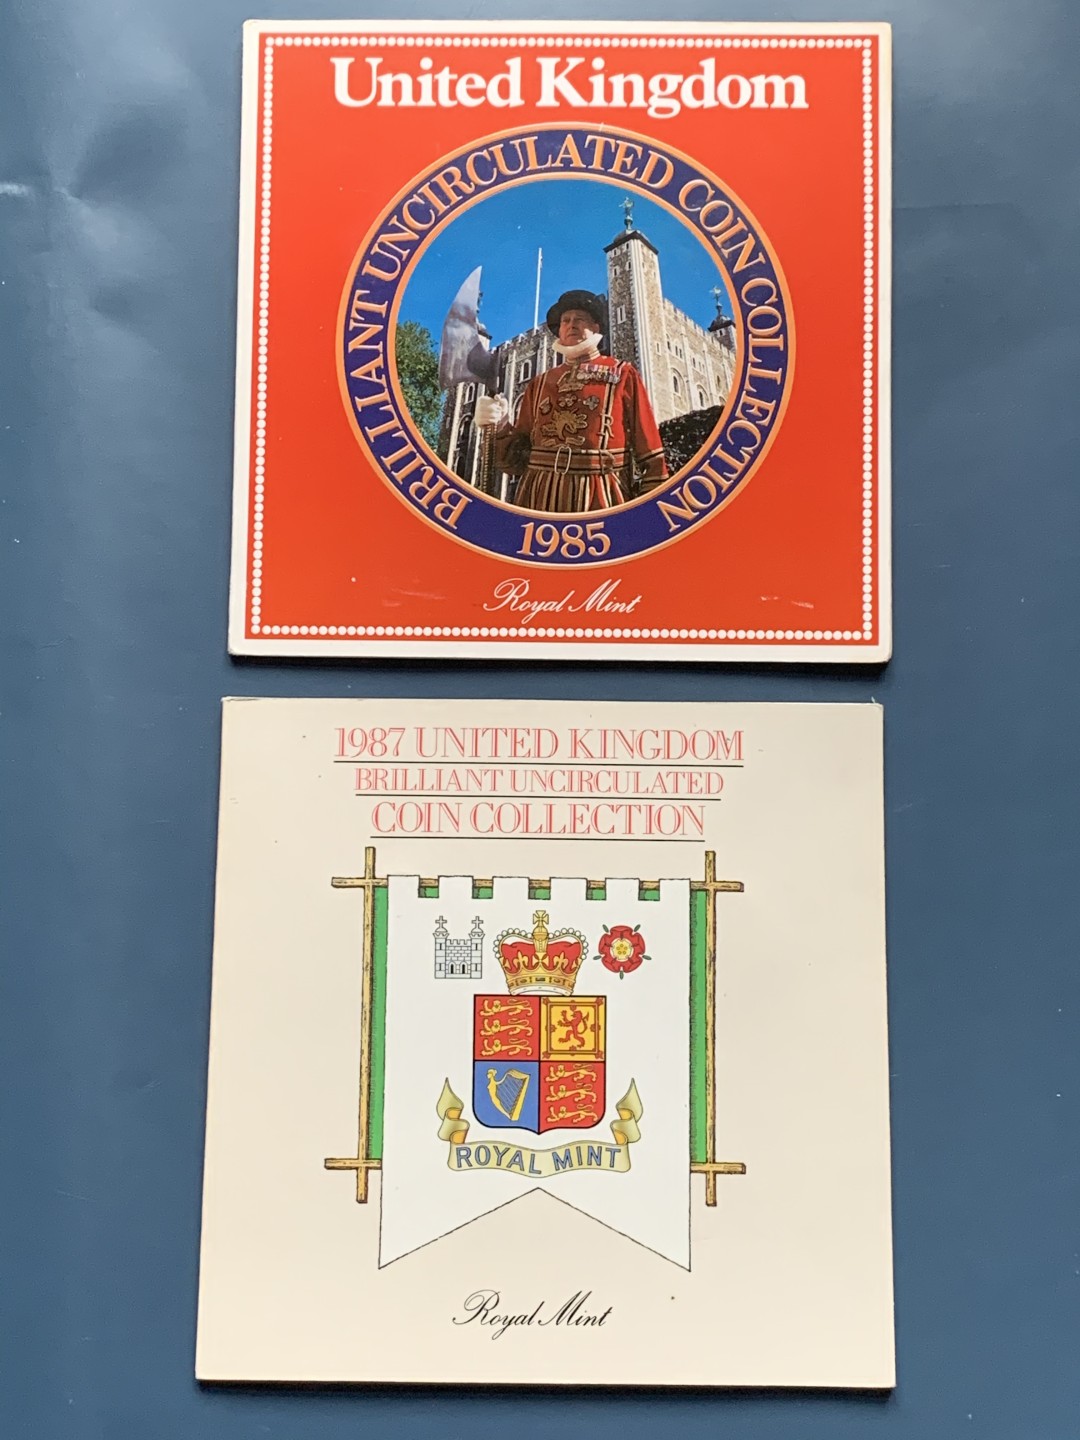 United Kingdom
BRILLIANT UNCIRCULATED COIN COLLECTION
1985
Royal Mint
1987 UNITED KINGDOM
BRILLIANT UNCIRCULATED
COIN COLLECTION
ROYAL MINT
Royal Mint